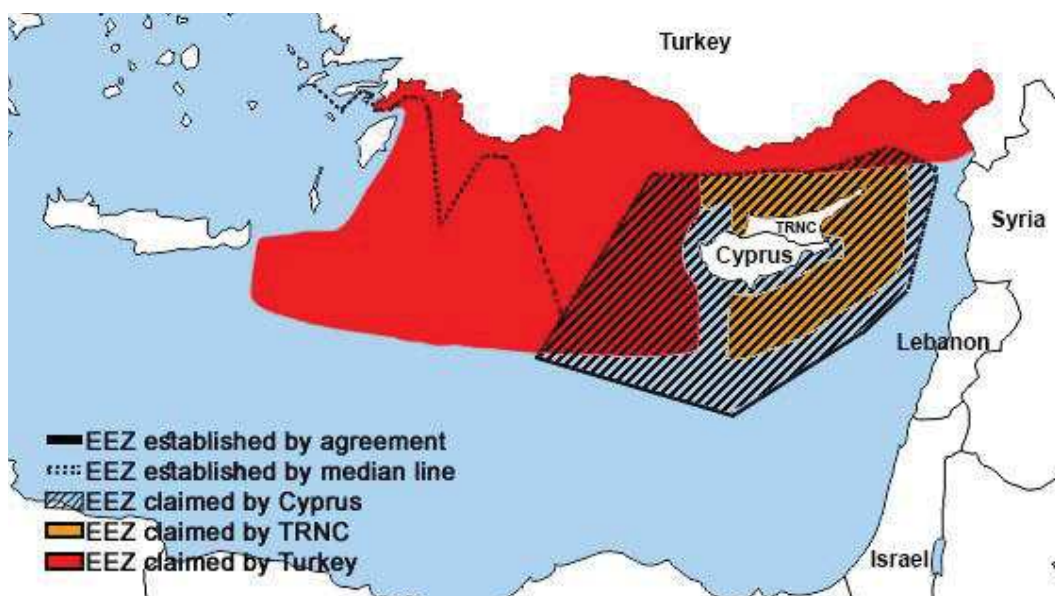 Turkey
Syria
TRNC
Cyprus
Lebanon
EEZ established by agreement
EEZ established by median line
EEZ claimed by Cyprus
EEZ claimed by TRNC
EEZ claimed by Turkey
Israel